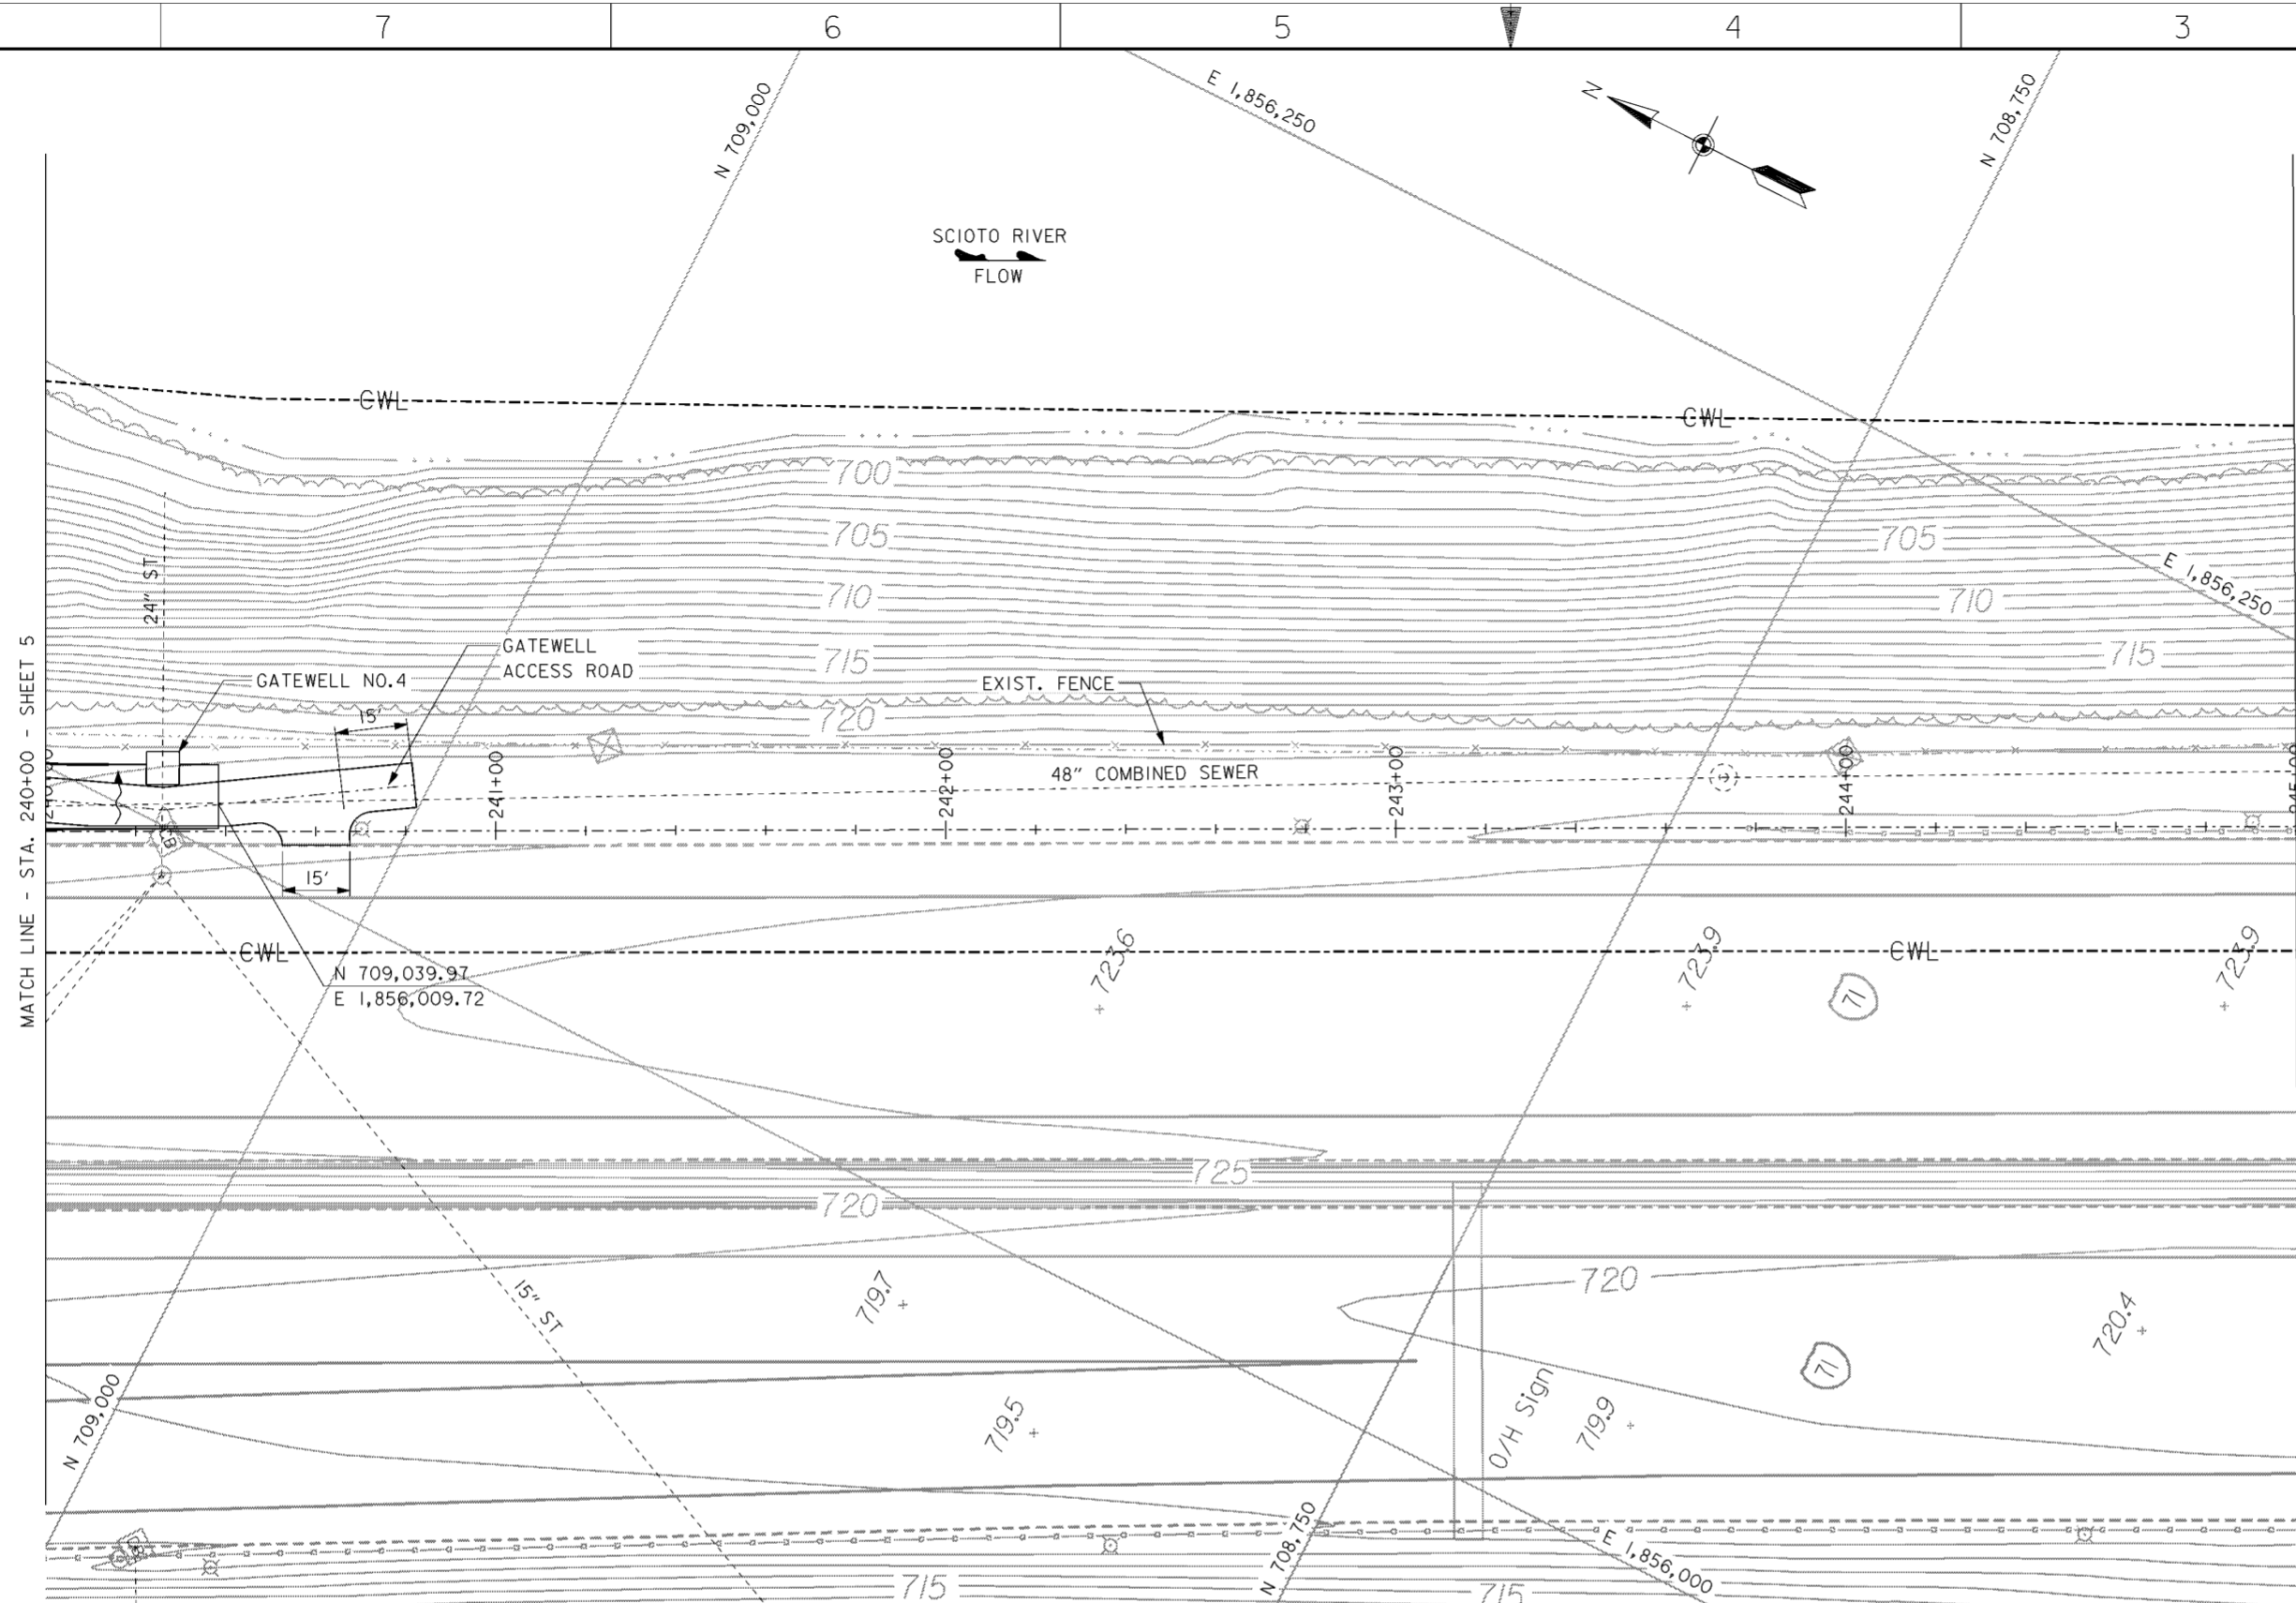 7
6
5
4
3
N 709,000
E 1,856,250
N
N 708,750
SCIOTO RIVER
FLOW
CWL
CWL
700
705
705
24" ST
710
710
E 1,856,250
GATEWELL
ACCESS ROAD
715
715
GATEWELL NO.4
EXIST. FENCE
15'
720
MATCH LINE - STA. 240+00 - SHEET 5
241+00
242+00
48" COMBINED SEWER
243+00
244+00
15'
CWL
CWL
N 709,039.97
E 1,856,009.72
723.6
723.9
723.9
71
725
720
720
15" ST
719.7
720.4
71
N 709,000
719.5
O/H Sign
719.9
N 708,750
E 1,856,000
715
715